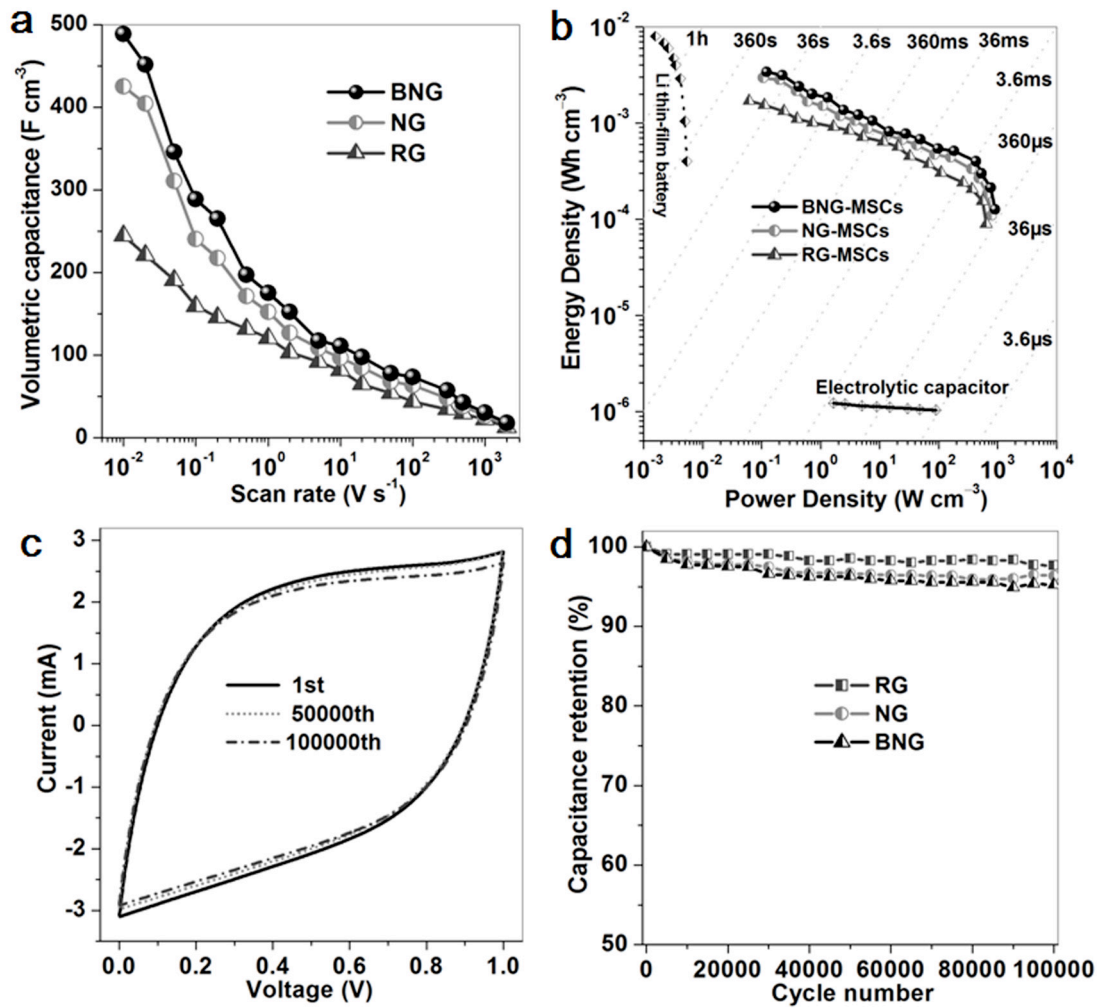 a
Volumetric capacitance (F cm⁻³)
500
400
300
200
100
0
BNG
NG
RG
10⁻² 10⁻¹ 10⁰ 10¹ 10² 10³
Scan rate (V s⁻¹)
b
Energy Density (Wh cm⁻³)
10⁻²
10⁻³
10⁻⁴
10⁻⁵
10⁻⁶
1h 360s 36s 3.6s 360ms 36ms
3.6ms
360µs
36µs
3.6µs
Li thin-film battery
BNG-MSCs
NG-MSCs
RG-MSCs
Electrolytic capacitor
10⁻³ 10⁻² 10⁻¹ 10⁰ 10¹ 10² 10³ 10⁴
Power Density (W cm⁻³)
c
Current (mA)
3
2
1
0
-1
-2
-3
1st
50000th
100000th
0.0 0.2 0.4 0.6 0.8 1.0
Voltage (V)
d
Capacitance retention (%)
100
90
80
70
60
50
RG
NG
BNG
0 20000 40000 60000 80000 100000
Cycle number